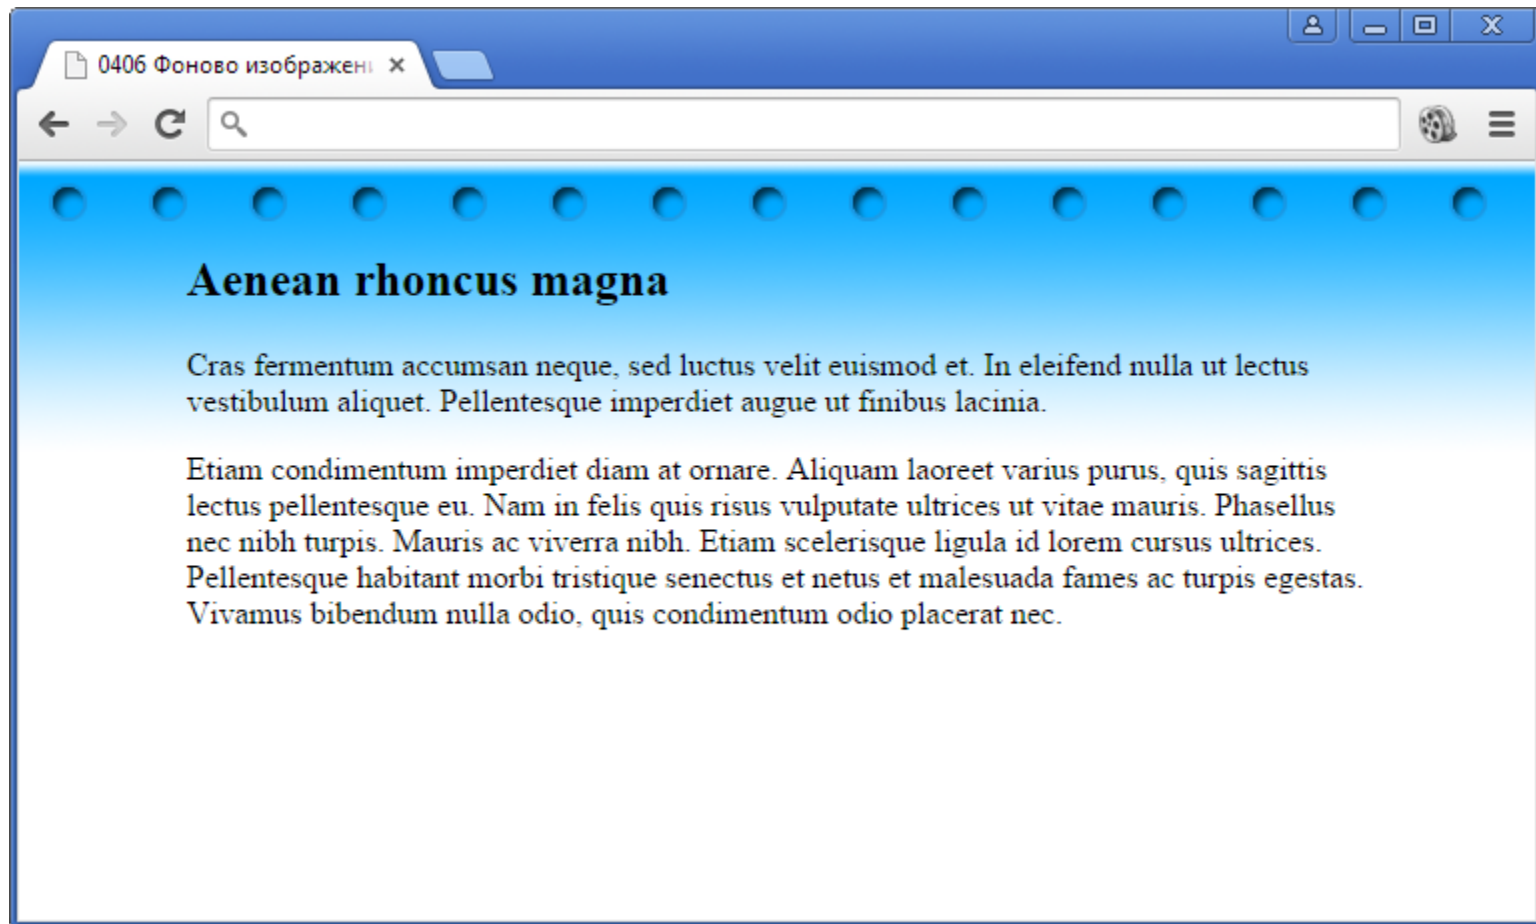 0406 Фоново изображени
Aenean rhoncus magna
Cras fermentum accumsan neque, sed luctus velit euismod et. In eleifend nulla ut lectus
vestibulum aliquet. Pellentesque imperdiet augue ut finibus lacinia.
Etiam condimentum imperdiet diam at ornare. Aliquam laoreet varius purus, quis sagittis
lectus pellentesque eu. Nam in felis quis risus vulputate ultrices ut vitae mauris. Phasellus
nec nibh turpis. Mauris ac viverra nibh. Etiam scelerisque ligula id lorem cursus ultrices.
Pellentesque habitant morbi tristique senectus et netus et malesuada fames ac turpis egestas.
Vivamus bibendum nulla odio, quis condimentum odio placerat nec.